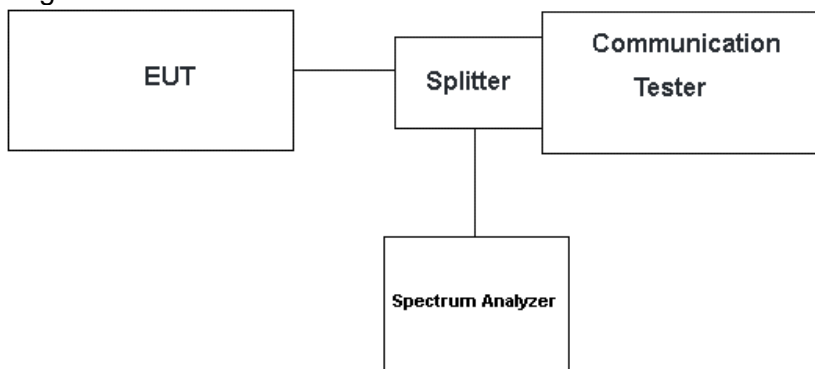 EUT
Splitter
Communication
Tester
Spectrum Analyzer